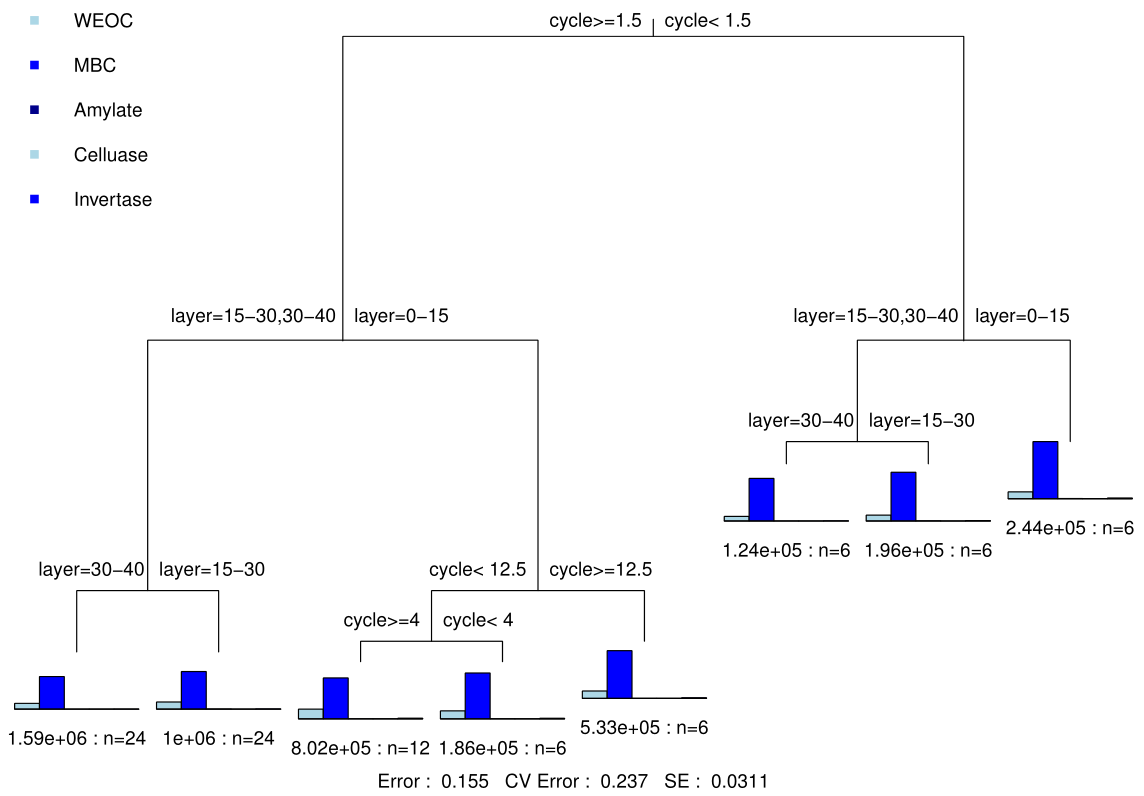 WEOC
MBC
Amylate
Celluase
Invertase
cycle>=1.5 cycle< 1.5
layer=15−30,30−40 layer=0−15
layer=15−30,30−40 layer=0−15
layer=30−40 layer=15−30
2.44e+05 : n=6
1.24e+05 : n=6 1.96e+05 : n=6
layer=30−40 layer=15−30
cycle< 12.5 cycle>=12.5
cycle>=4 cycle< 4
5.33e+05 : n=6
1.59e+06 : n=24 1e+06 : n=24
8.02e+05 : n=12 1.86e+05 : n=6
Error : 0.155 CV Error : 0.237 SE : 0.0311